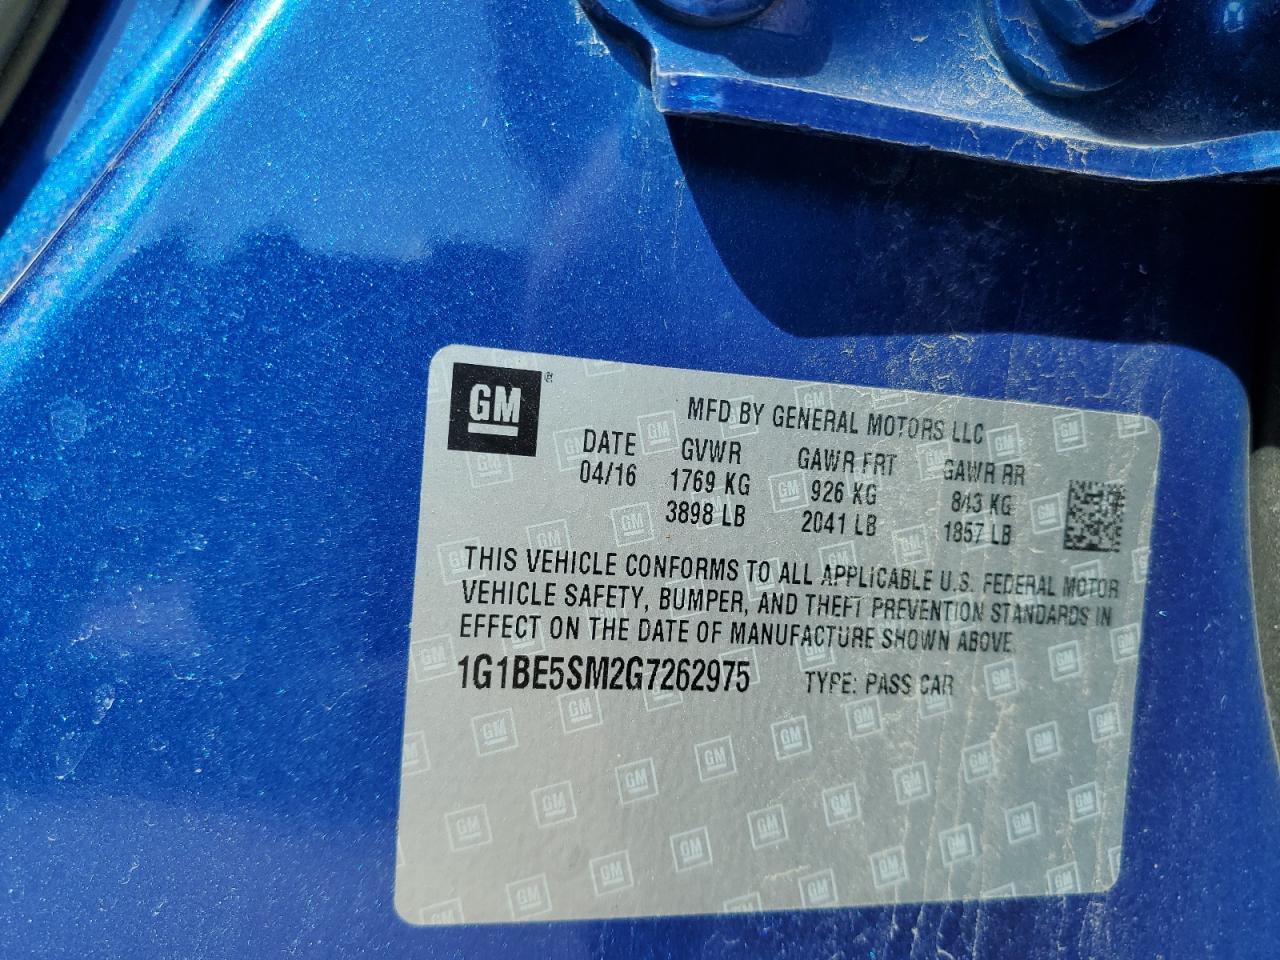 GM
MFD BY GENERAL MOTORS LLC
DATE GVWR GAWR FRT GAWR RR
04/16 1769 KG 926 KG 843 KG
3898 LB 2041 LB 1857 LB
THIS VEHICLE CONFORMS TO ALL APPLICABLE U.S. FEDERAL MOTOR
VEHICLE SAFETY, BUMPER, AND THEFT PREVENTION STANDARDS IN
EFFECT ON THE DATE OF MANUFACTURE SHOWN ABOVE.
1G1BE5SM2G7262975 TYPE: PASS CAR